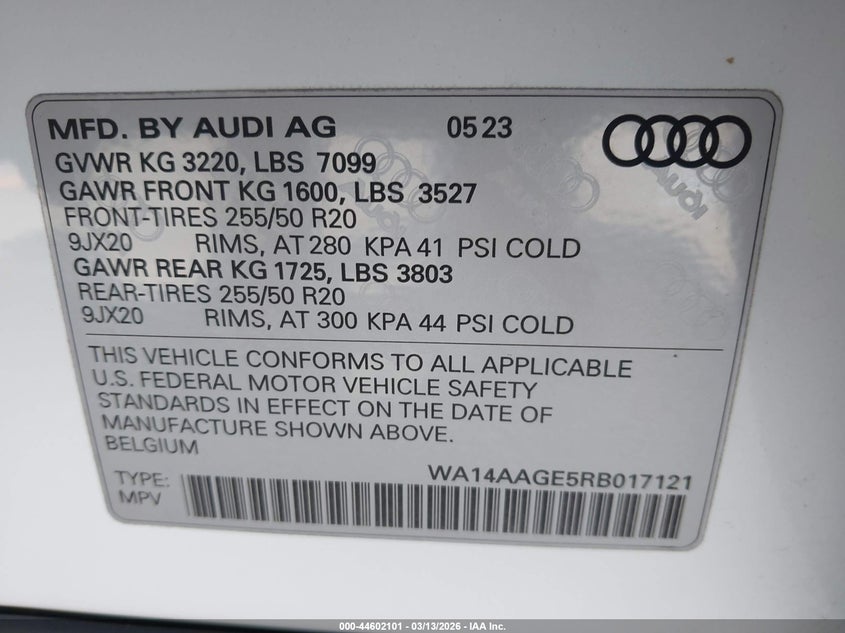 MFD. BY AUDI AG 05 23
GVWR KG 3220, LBS 7099
GAWR FRONT KG 1600, LBS 3527
FRONT-TIRES 255/50 R20
9JX20 RIMS, AT 280 KPA 41 PSI COLD
GAWR REAR KG 1725, LBS 3803
REAR-TIRES 255/50 R20
9JX20 RIMS, AT 300 KPA 44 PSI COLD
THIS VEHICLE CONFORMS TO ALL APPLICABLE
U.S. FEDERAL MOTOR VEHICLE SAFETY
STANDARDS IN EFFECT ON THE DATE OF
MANUFACTURE SHOWN ABOVE.
BELGIUM
WA14AAGE5RB017121
TYPE:
MPV
000-44602101 - 03/13/2026 - IAA Inc.